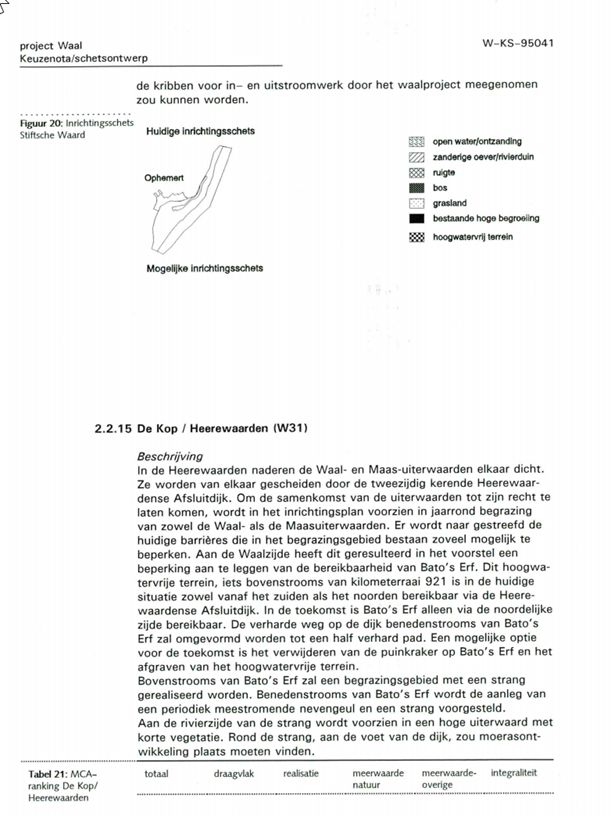 project Waal
Keuzenota/schetsontwerp
W-KS-95041
de kribben voor in- en uitstroomwerk door het waalproject meegenomen
zou kunnen worden.
Figuur 20: Inrichtingsschets
Stiftsche Waard
Huidige inrichtingsschets
Ophemert
Mogelijke inrichtingsschets
open water/ontzanding
zanderige oever/rivierduin
ruigte
bos
grasland
bestaande hoge begroeiing
hoogwatervrij terrein
2.2.15 De Kop / Heerewaarden (W31)
Beschrijving
In de Heerewaarden naderen de Waal- en Maas-uiterwaarden elkaar dicht.
Ze worden van elkaar gescheiden door de tweezijdig kerende Heerewaar-
dense Afsluitdijk. Om de samenkomst van de uiterwaarden tot zijn recht te
laten komen, wordt in het inrichtingsplan voorzien in jaarrond begrazing
van zowel de Waal- als de Maasuiterwaarden. Er wordt naar gestreefd de
huidige barrières die in het begrazingsgebied bestaan zoveel mogelijk te
beperken. Aan de Waalzijde heeft dit geresulteerd in het voorstel een
beperking aan te leggen van de bereikbaarheid van Bato's Erf. Dit hoogwa-
tervrije terrein, iets bovenstrooms van kilometerraai 921 is in de huidige
situatie zowel vanaf het zuiden als het noorden bereikbaar via de Heere-
waardense Afsluitdijk. In de toekomst is Bato's Erf alleen via de noordelijke
zijde bereikbaar. De verharde weg op de dijk benedenstrooms van Bato's
Erf zal omgevormd worden tot een half verhard pad. Een mogelijke optie
voor de toekomst is het verwijderen van de puinkraker op Bato's Erf en het
afgraven van het hoogwatervrije terrein.
Bovenstrooms van Bato's Erf zal een begrazingsgebied met een strang
gerealiseerd worden. Benedenstrooms van Bato's Erf wordt de aanleg van
een periodiek meestromende nevengeul en een strang voorgesteld.
Aan de rivierzijde van de strang wordt voorzien in een hoge uiterwaard met
korte vegetatie. Rond de strang, aan de voet van de dijk, zou moerasont-
wikkeling plaats moeten vinden.
Tabel 21: MCA-
ranking De Kop/
Heerewaarden
totaal draagvlak realisatie meerwaarde meerwaarde- integraliteit
natuur overige